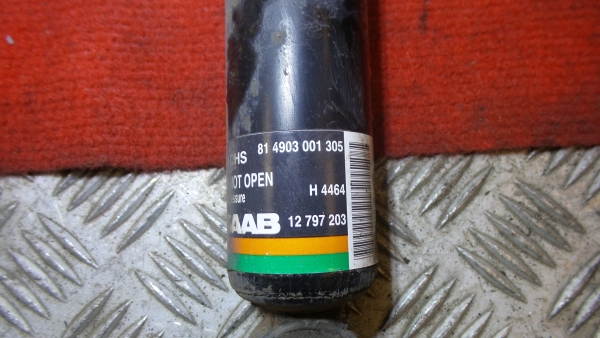 81 4903 001 305
HS
OT OPEN
H 4464
sure
AAB 12 797 203